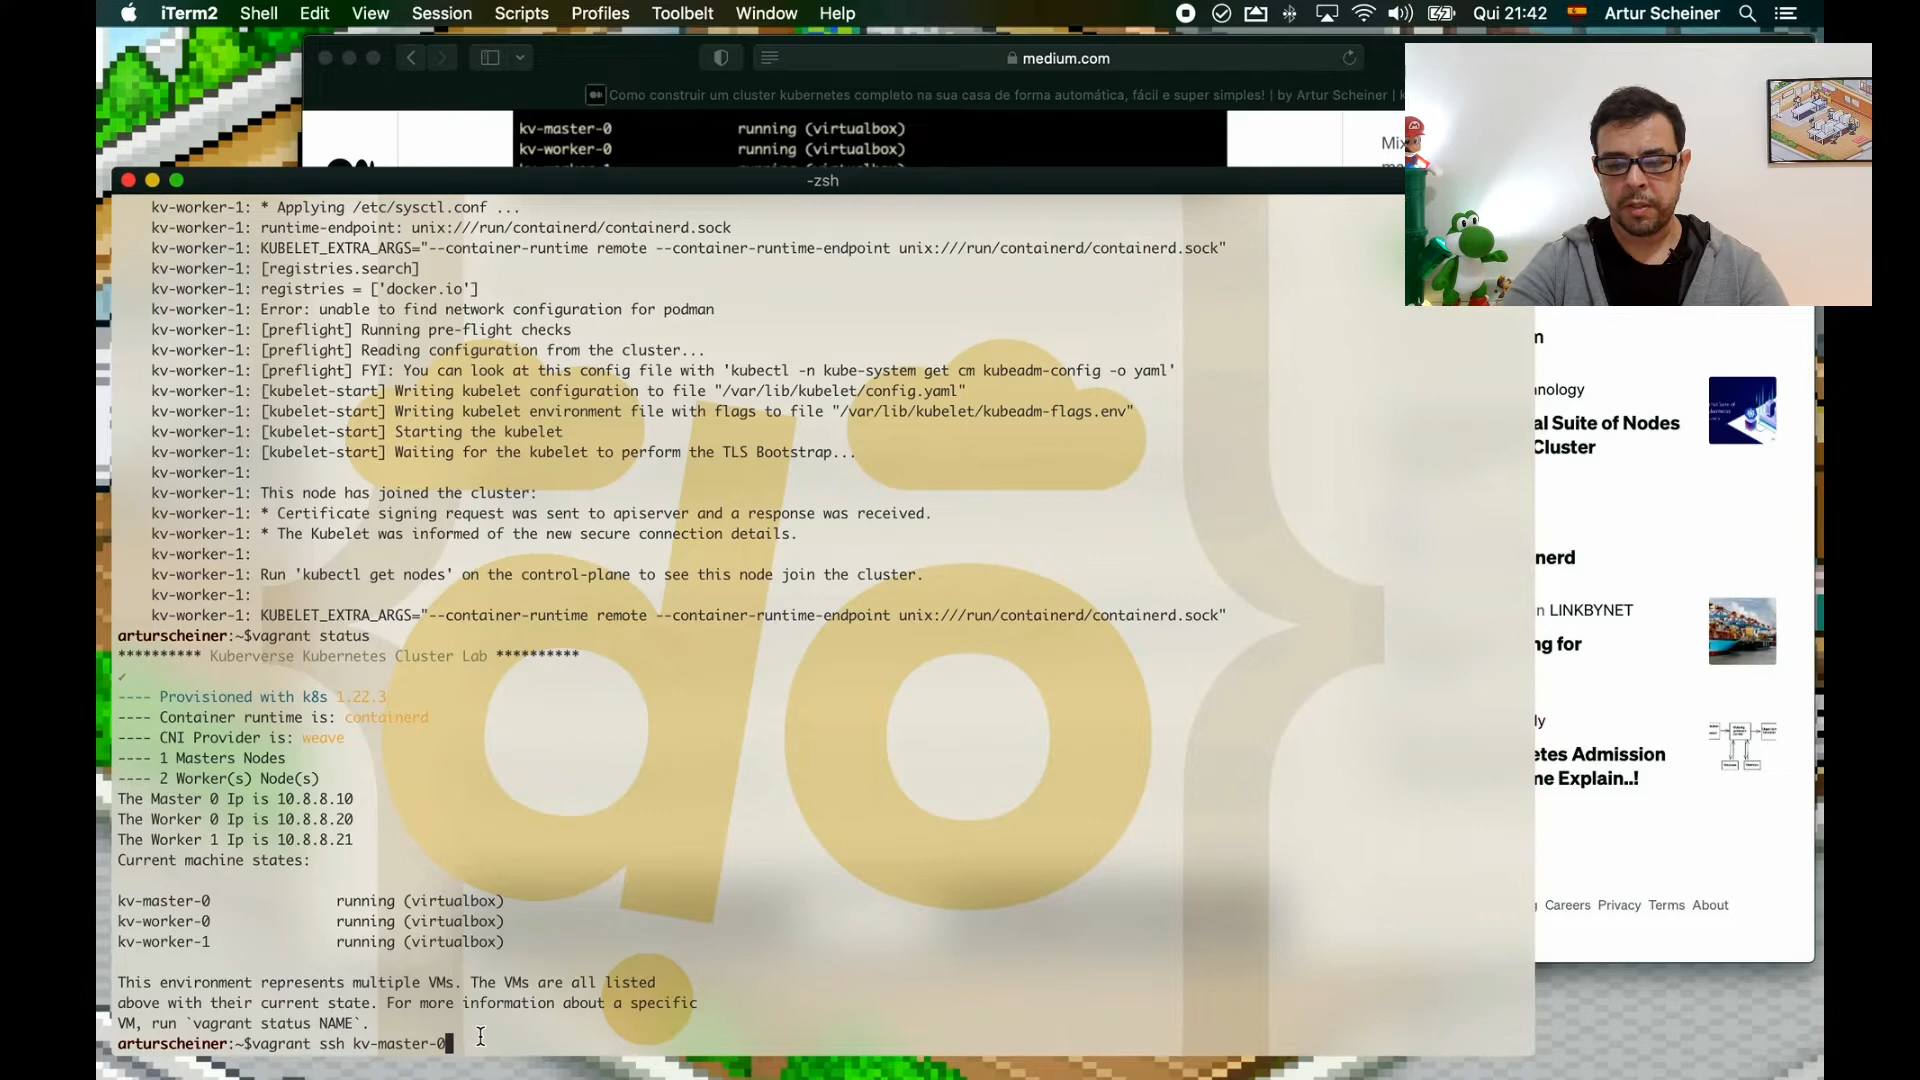 iTerm2 Shell Edit View Session Scripts Profiles Toolbelt Window Help Qui 21:42 Artur Scheiner
medium.com
Como construir um cluster kubernetes completo na sua casa de forma automática, fácil e super simples! | by Artur Scheiner |
kv-master-0 running (virtualbox)
kv-worker-0 running (virtualbox)
-zsh
kv-worker-1: * Applying /etc/sysctl.conf ...
kv-worker-1: runtime-endpoint: unix:///run/containerd/containerd.sock
kv-worker-1: KUBELET_EXTRA_ARGS="--container-runtime remote --container-runtime-endpoint unix:///run/containerd/containerd.sock"
kv-worker-1: [registries.search]
kv-worker-1: registries = ['docker.io']
kv-worker-1: Error: unable to find network configuration for podman
kv-worker-1: [preflight] Running pre-flight checks
kv-worker-1: [preflight] Reading configuration from the cluster...
kv-worker-1: [preflight] FYI: You can look at this config file with 'kubectl -n kube-system get cm kubeadm-config -o yaml'
kv-worker-1: [kubelet-start] Writing kubelet configuration to file "/var/lib/kubelet/config.yaml"
kv-worker-1: [kubelet-start] Writing kubelet environment file with flags to file "/var/lib/kubelet/kubeadm-flags.env"
kv-worker-1: [kubelet-start] Starting the kubelet
kv-worker-1: [kubelet-start] Waiting for the kubelet to perform the TLS Bootstrap...
kv-worker-1:
kv-worker-1: This node has joined the cluster:
kv-worker-1: * Certificate signing request was sent to apiserver and a response was received.
kv-worker-1: * The Kubelet was informed of the new secure connection details.
kv-worker-1:
kv-worker-1: Run 'kubectl get nodes' on the control-plane to see this node join the cluster.
kv-worker-1:
kv-worker-1: KUBELET_EXTRA_ARGS="--container-runtime remote --container-runtime-endpoint unix:///run/containerd/containerd.sock"
arturscheiner:~$vagrant status
********** Kuberverse Kubernetes Cluster Lab **********
✓
---- Provisioned with k8s 1.22.3
---- Container runtime is: containerd
---- CNI Provider is: weave
---- 1 Masters Nodes
---- 2 Worker(s) Node(s)
The Master 0 Ip is 10.8.8.10
The Worker 0 Ip is 10.8.8.20
The Worker 1 Ip is 10.8.8.21
Current machine states:
kv-master-0 running (virtualbox)
kv-worker-0 running (virtualbox)
kv-worker-1 running (virtualbox)
This environment represents multiple VMs. The VMs are all listed
above with their current state. For more information about a specific
VM, run `vagrant status NAME`.
arturscheiner:~$vagrant ssh kv-master-0
Mix
m
nology
al Suite of Nodes
Cluster
nerd
n LINKBYNET
ng for
ly
etes Admission
me Explain..!
Careers Privacy Terms About